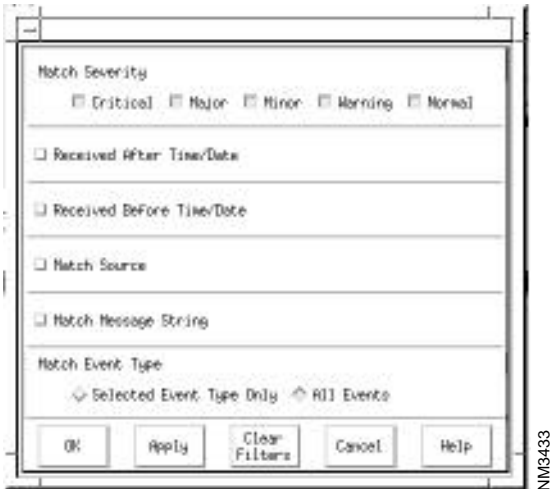 Match Severity
Critical Major Minor Warning Normal
Received After Time/Date
Received Before Time/Date
Match Source
Match Message String
Match Event Type
Selected Event Type Only All Events
OK Apply Clear Filters Cancel Help
NM3433